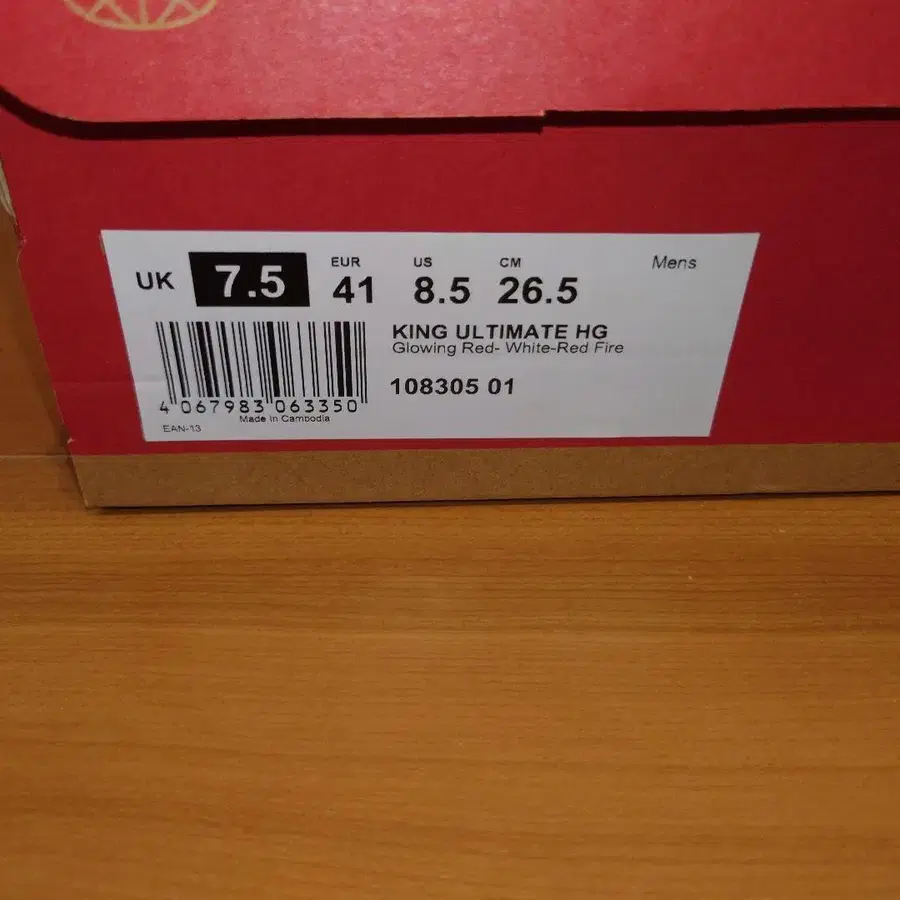 UK 7.5 EUR 41 US 8.5 CM 26.5 Mens
KING ULTIMATE HG
Glowing Red- White-Red Fire
108305 01
4 067983 063350
Made in Cambodia
EAN-13